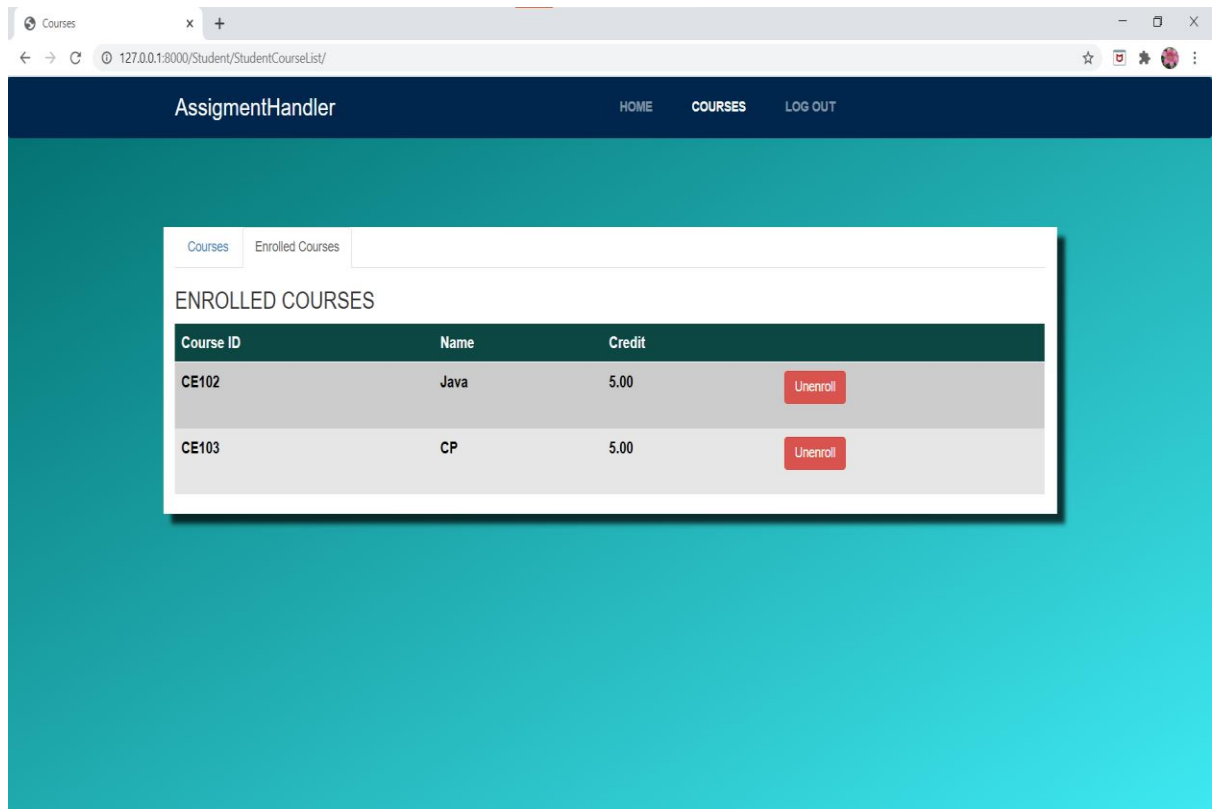 Courses
127.0.0.1:8000/Student/StudentCourseList/
AssigmentHandler HOME COURSES LOG OUT
Courses Enrolled Courses
ENROLLED COURSES
Course ID Name Credit
CE102 Java 5.00 Unenroll
CE103 CP 5.00 Unenroll